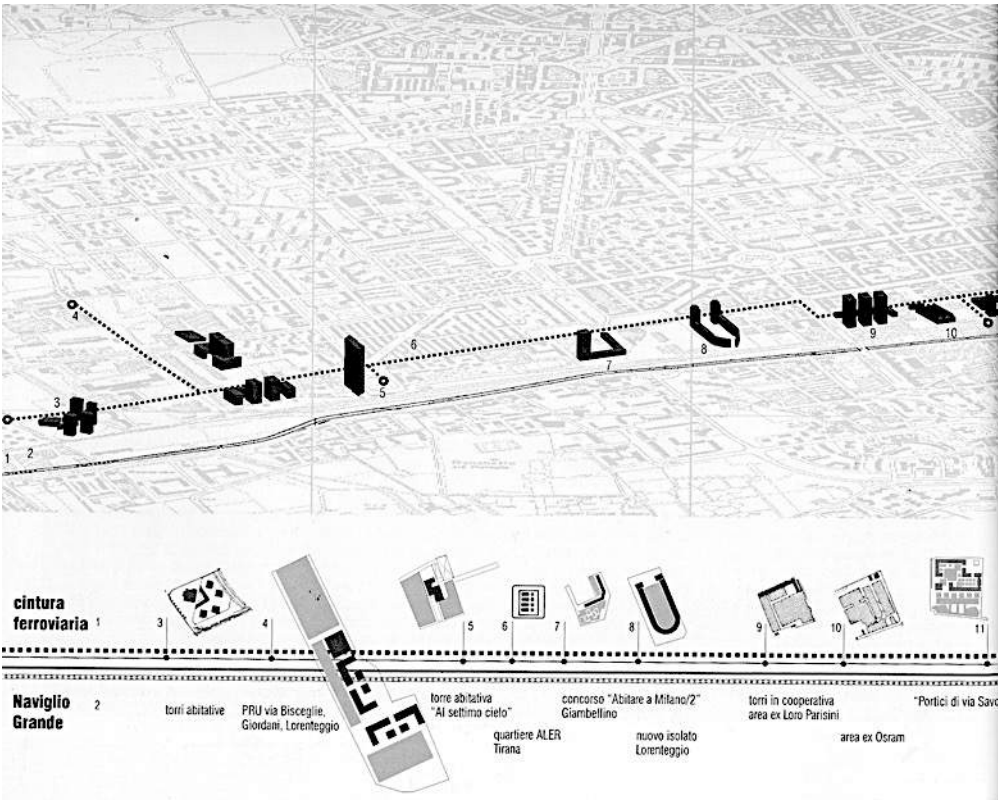 4
6
9
10
8
7
5
3
1
2
cintura
ferroviaria 1
3
4
5
6
7
8
9
10
11
Naviglio
Grande
2
torri abitative
PRU via Bisceglie,
Giordani, Lorenteggio
torre abitativa
"Al settimo cielo"
quartiere ALER
Tirana
concorso "Abitare a Milano/2"
Giambellino
nuovo isolato
Lorenteggio
torri in cooperativa
area ex Loro Parisini
area ex Osram
"Portici di via Savo